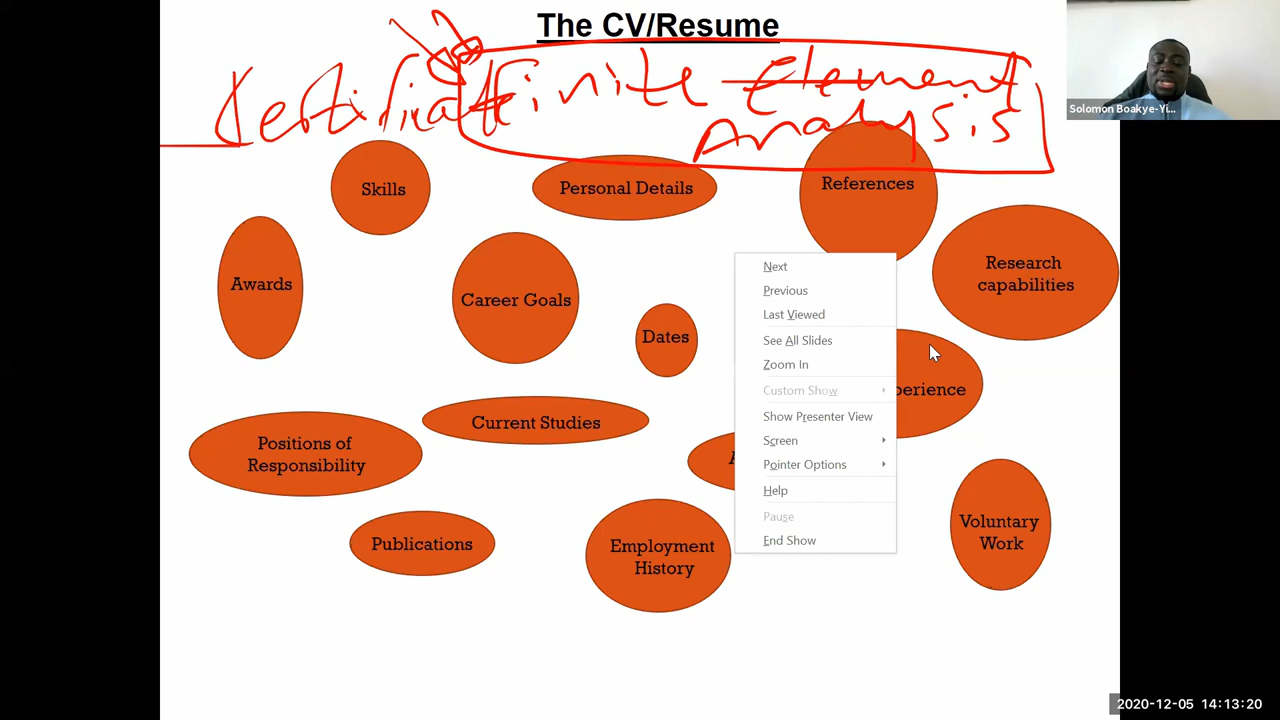 The CV/Resume
Certificate
Finite Element
Analysis
Solomon Boakye-Yi...
Skills
Personal Details
References
Awards
Career Goals
Research
capabilities
Dates
Next
Previous
Last Viewed
See All Slides
Zoom In
Custom Show
Show Presenter View
Screen
Pointer Options
Help
Pause
End Show
perience
Current Studies
Positions of
Responsibility
Publications
Employment
History
Voluntary
Work
2020-12-05 14:13:20